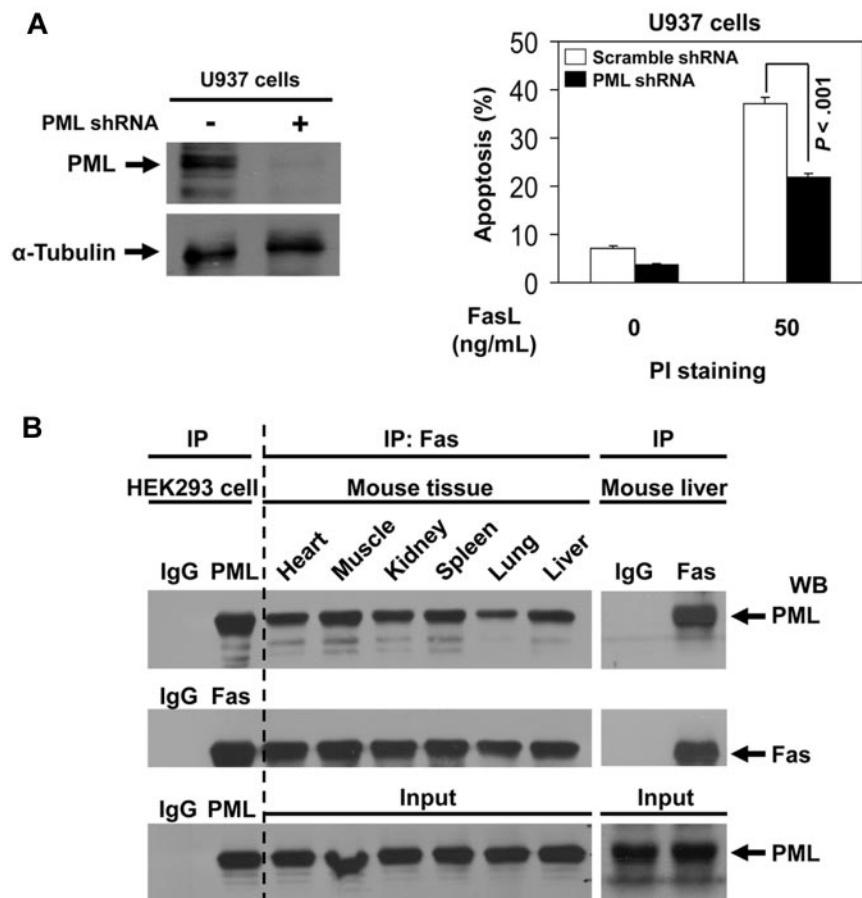 A
U937 cells
PML shRNA - +
PML
α-Tubulin
U937 cells
50
40
30
20
10
0
Apoptosis (%)
Scramble shRNA
PML shRNA
P < .001
FasL
(ng/mL)
0 50
PI staining
B
IP IP: Fas IP
HEK293 cell Mouse tissue Mouse liver
IgG PML Heart Muscle Kidney Spleen Lung Liver IgG Fas WB
PML
IgG Fas
Fas
IgG PML Input Input
PML